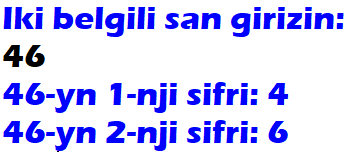 Iki belgili san girizin:
46
46-yn 1-nji sifri: 4
46-yn 2-nji sifri: 6